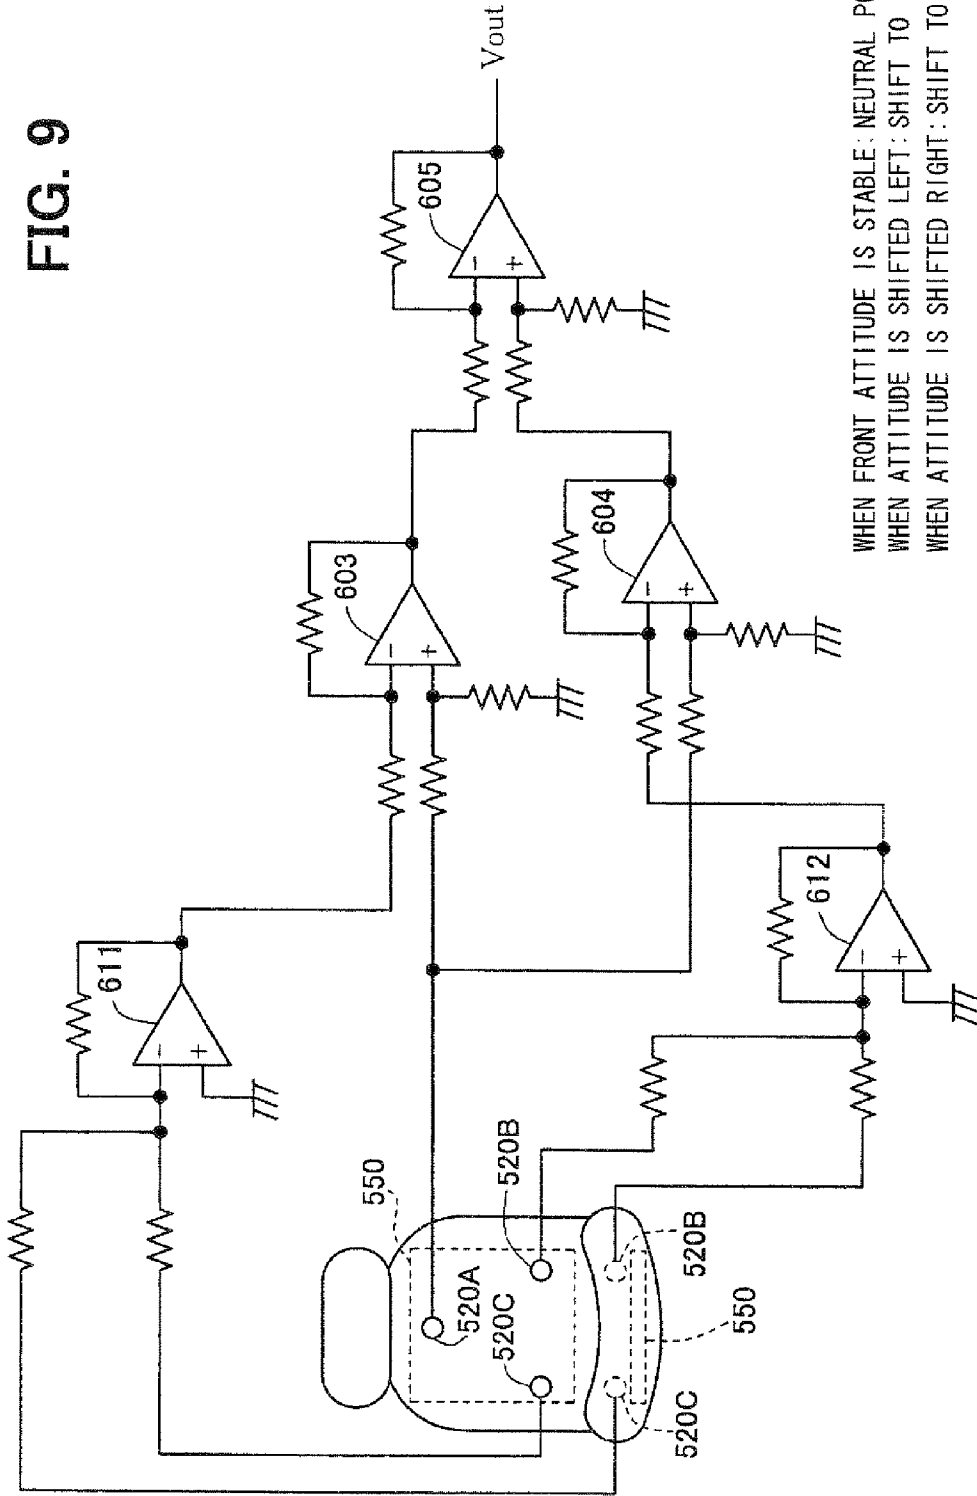 FIG. 9
Vout
605
−
+
603
−
+
604
−
+
611
−
+
612
−
+
550
520A
520B
520C
520B
520C
550
WHEN FRONT ATTITUDE IS STABLE: NEUTRAL
WHEN ATTITUDE IS SHIFTED LEFT: SHIFT TO
WHEN ATTITUDE IS SHIFTED RIGHT: SHIFT TO